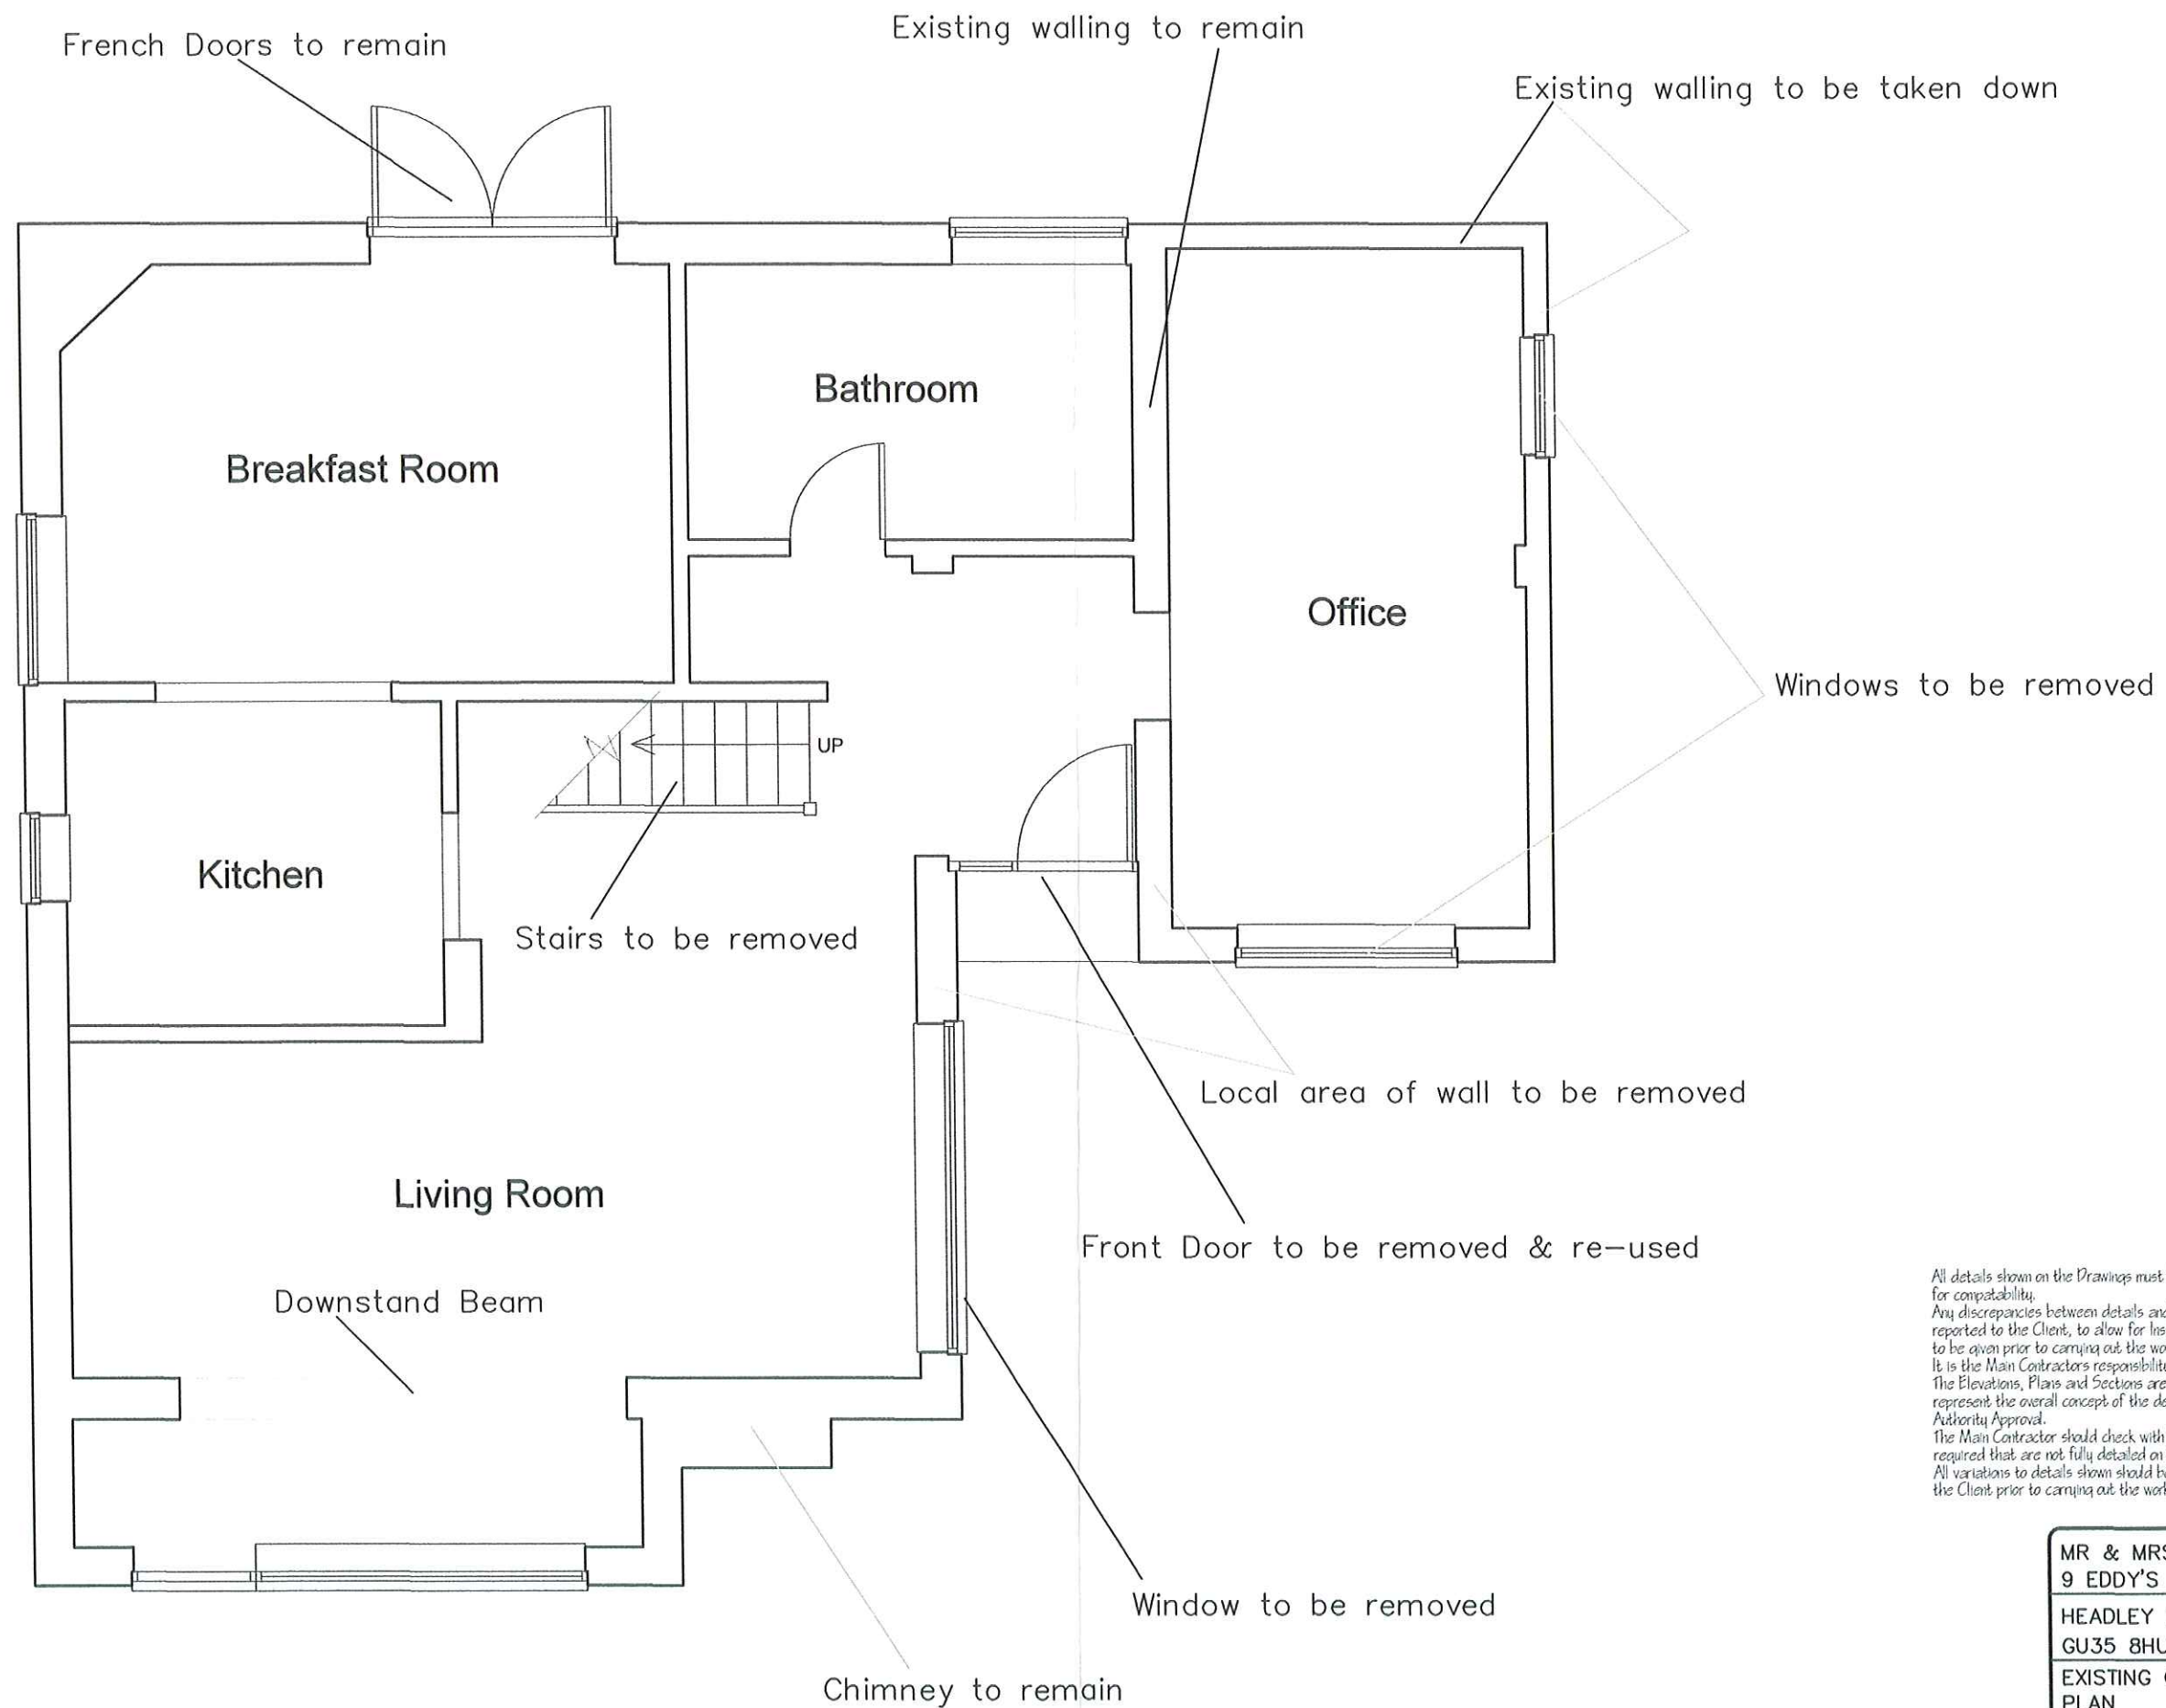 French Doors to remain
Existing walling to remain
Existing walling to be taken down
Bathroom
Breakfast Room
Office
Windows to be removed
UP
Kitchen
Stairs to be removed
Local area of wall to be removed
Living Room
Front Door to be removed & re-used
Downstand Beam
Window to be removed
Chimney to remain
All details shown on the Drawings must
for compatability.
Any discrepancies between details and
reported to the Client, to allow for
to be given prior to carrying out the
It is the Main Contractors
The Elevations, Plans and Sections are
represent the overall concept of the
Authority Approval.
The Main Contractor should check with
required that are not fully detailed on
All variations to details shown should
the Client prior to carrying out the
MR & MRS
9 EDDY'S
HEADLEY
GU35 8HU
EXISTING
PLAN